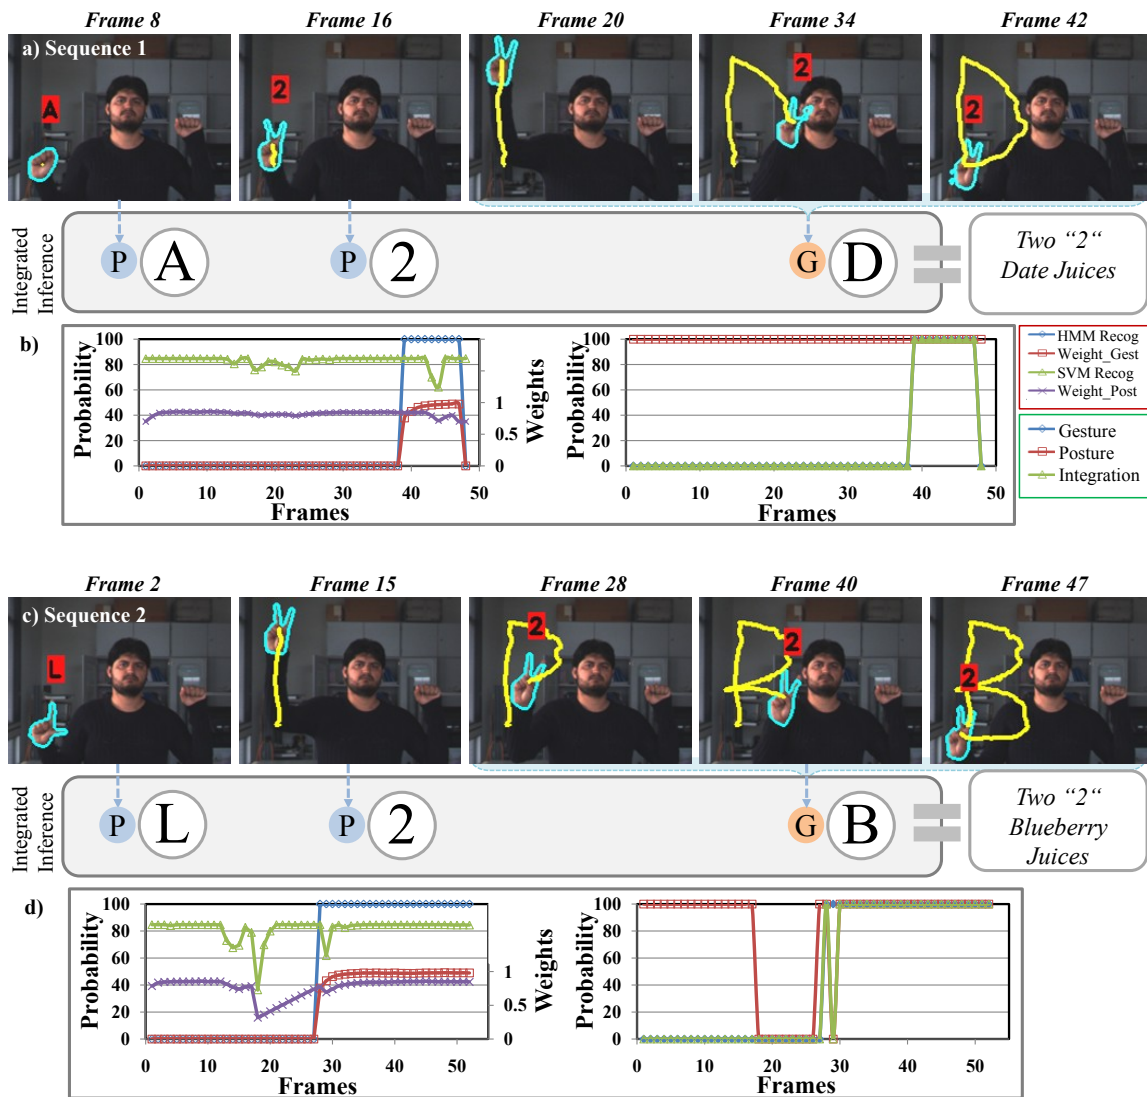 Frame 8 Frame 16 Frame 20 Frame 34 Frame 42
a) Sequence 1
A
2
2
2
Integrated
Inference
P A P 2 G D
Two “2“
Date Juices
b)
Probability
100
80
60
40
20
0
1
0.5
0
Weights
0 10 20 30 40 50
Frames
Probability
100
80
60
40
20
0
0 10 20 30 40 50
Frames
HMM Recog
Weight_Gest
SVM Recog
Weight_Post
Gesture
Posture
Integration
Frame 2 Frame 15 Frame 28 Frame 40 Frame 47
c) Sequence 2
L
2
2
2
Integrated
Inference
P L P 2 G B
Two “2“
Blueberry
Juices
d)
Probability
100
80
60
40
20
0
1
0.5
0
Weights
0 10 20 30 40 50
Frames
Probability
100
80
60
40
20
0
0 10 20 30 40 50 60
Frames